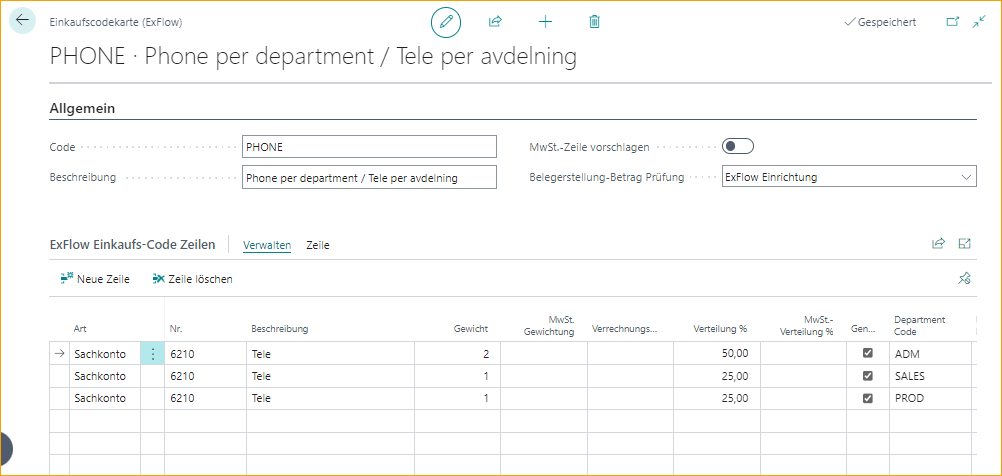 Einkaufscodekarte (ExFlow)
Gespeichert
PHONE · Phone per department / Tele per avdelning
Allgemein
Code PHONE MwSt.-Zeile vorschlagen
Beschreibung Phone per department / Tele per avdelning Belegerstellung-Betrag Prüfung ExFlow Einrichtung
ExFlow Einkaufs-Code Zeilen Verwalten Zeile
Neue Zeile Zeile löschen
Art Nr. Beschreibung Gewicht MwSt. Gewichtung Verrechnungs... Verteilung % MwSt.-Verteilung % Gen... Department Code
Sachkonto 6210 Tele 2 50,00 ADM
Sachkonto 6210 Tele 1 25,00 SALES
Sachkonto 6210 Tele 1 25,00 PROD